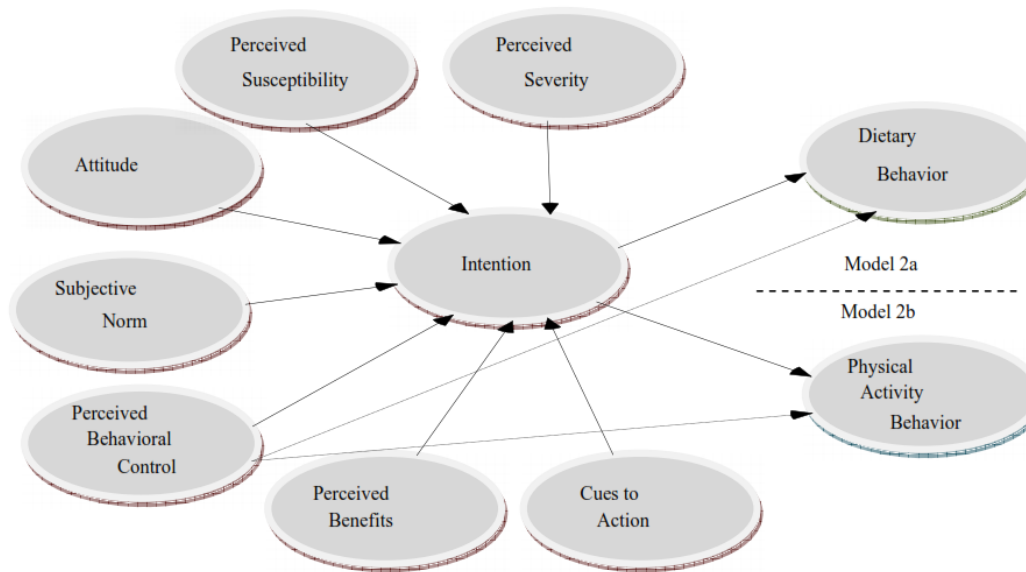 Perceived
Susceptibility
Perceived
Severity
Attitude
Dietary
Behavior
Intention
Subjective
Norm
Model 2a
Model 2b
Physical
Activity
Behavior
Perceived
Behavioral
Control
Perceived
Benefits
Cues to
Action